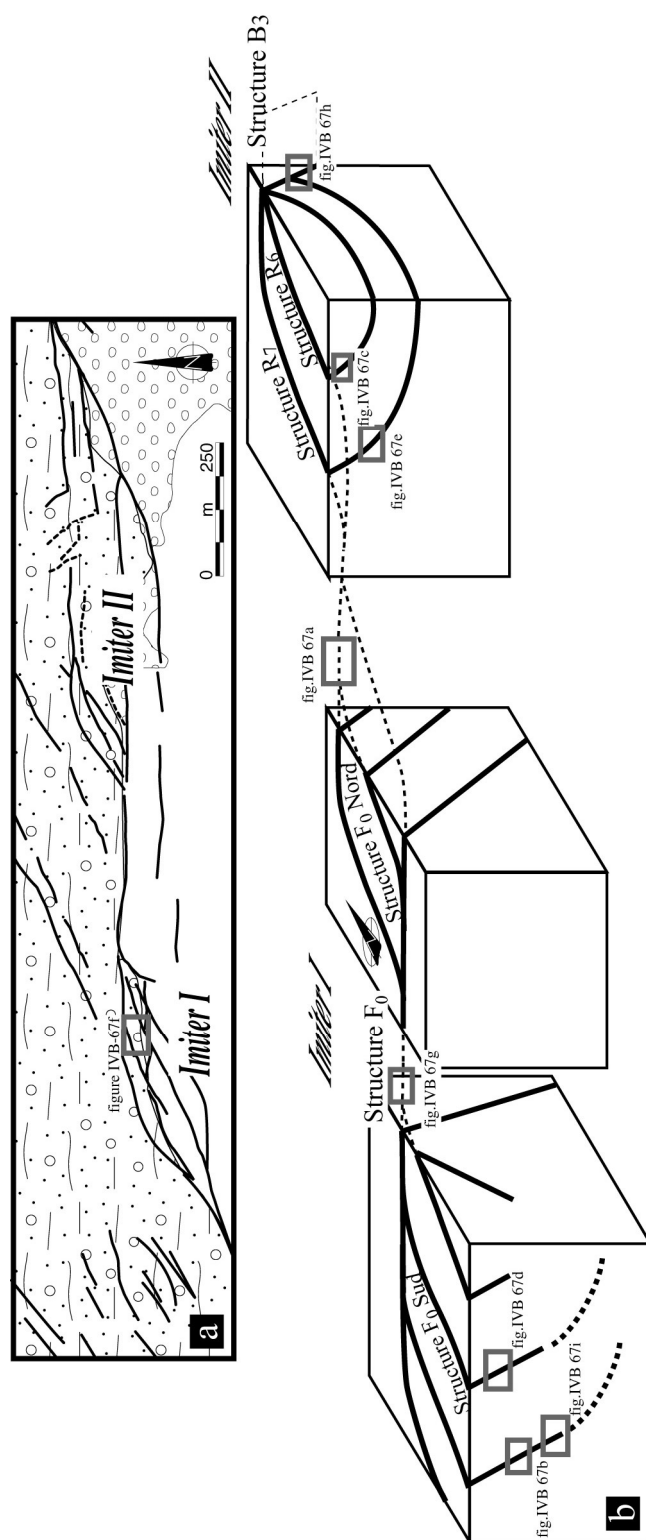 a
figure IVB-67f
Imiter I
Imiter II
N
0
m
250
b
Imiter I
Imiter II
Structure F0 Sud
Structure F0
Structure F0 Nord
Structure R7
Structure R6
Structure B3
fig.IVB 67b
fig.IVB 67i
fig.IVB 67d
fig.IVB 67g
fig.IVB 67a
fig.IVB 67e
fig.IVB 67c
fig.IVB 67h